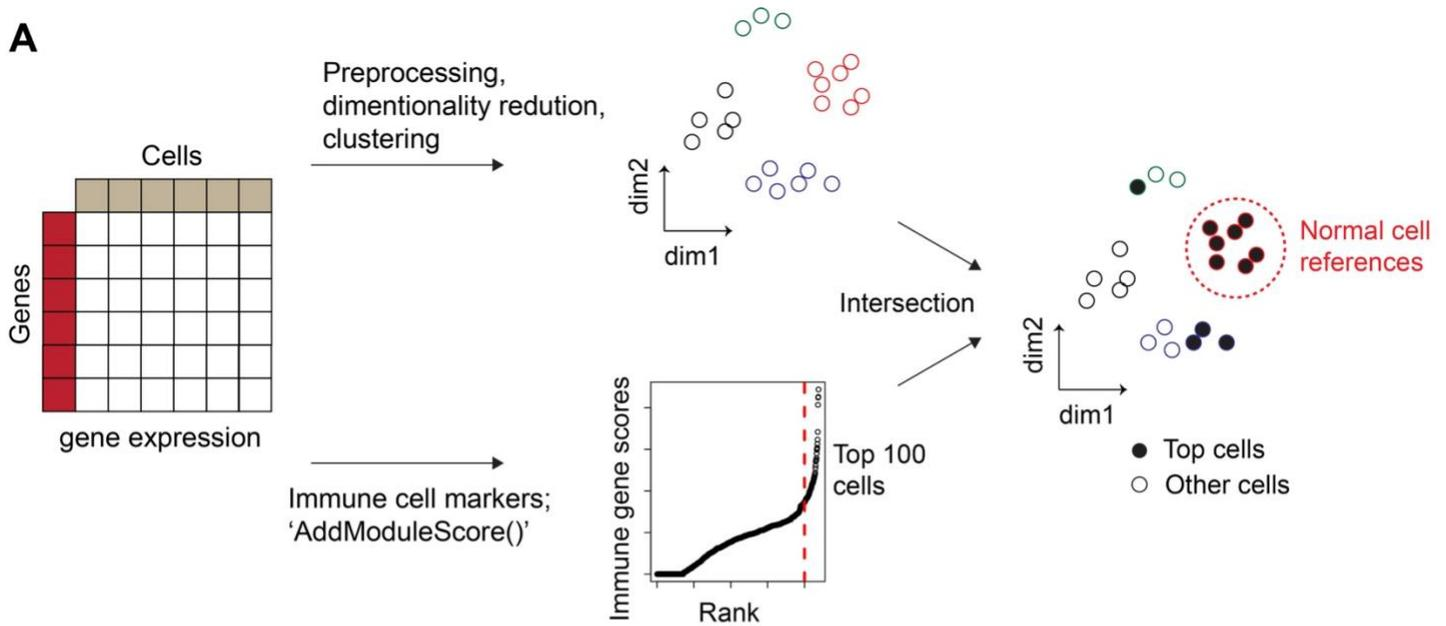 A
Preprocessing,
dimentionality redution,
clustering
Cells
Genes
gene expression
dim2
dim1
Immune cell markers;
‘AddModuleScore()’
Immune gene scores
Rank
Top 100
cells
Intersection
Normal cell
references
dim2
dim1
Top cells
Other cells